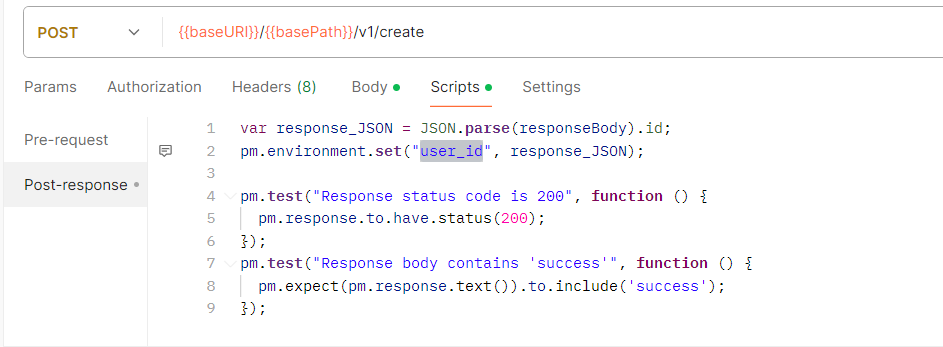 POST {{baseURI}}/{{basePath}}/v1/create
Params Authorization Headers (8) Body Scripts Settings
Pre-request
Post-response
1 var response_JSON = JSON.parse(responseBody).id;
2 pm.environment.set("user_id", response_JSON);
3
4 pm.test("Response status code is 200", function () {
5 pm.response.to.have.status(200);
6 });
7 pm.test("Response body contains 'success'", function () {
8 pm.expect(pm.response.text()).to.include('success');
9 });